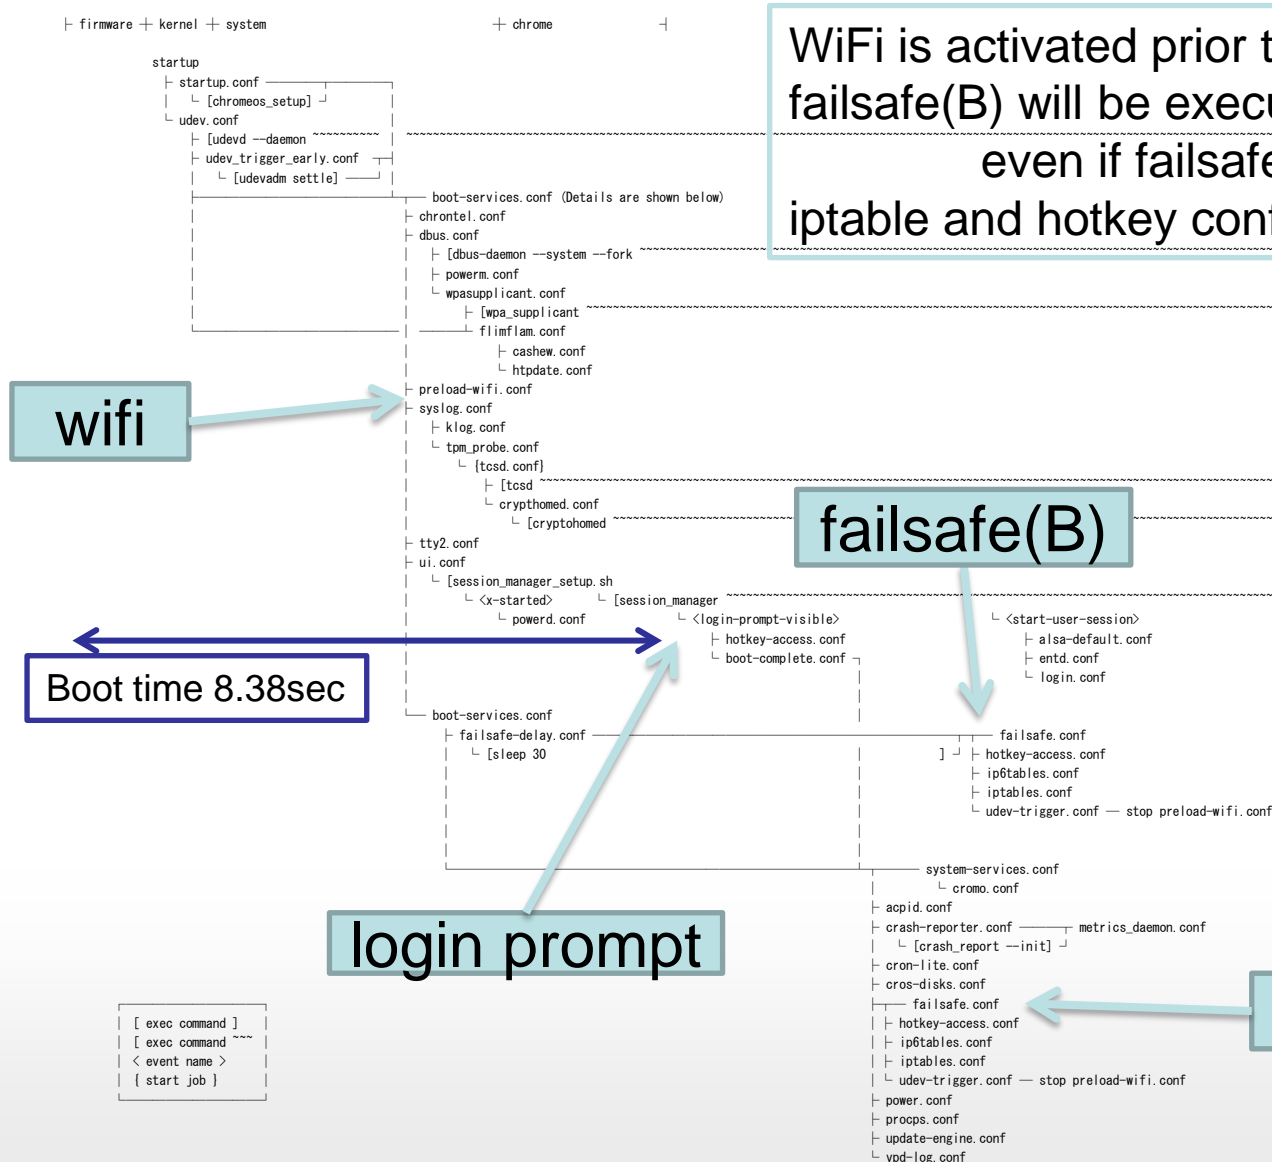 ├ firmware ┼ kernel ┼ system ┼ chrome ┤
WiFi is activated prior
failsafe(B) will be
even if
iptable and hotkey
startup
├ startup.conf
└ [chromeos_setup] ┘
└ udev.conf
├ [udevd --daemon ~~~~~~~~~~
├ udev_trigger_early.conf
└ [udevadm settle]
boot-services.conf (Details are shown below)
├ chrontel.conf
├ dbus.conf
├ [dbus-daemon --system --fork ~~~~~~~~~~
├ powerm.conf
└ wpasupplicant.conf
├ [wpa_supplicant ~~~~~~~~~~
flimflam.conf
├ cashew.conf
└ htpdate.conf
├ preload-wifi.conf
wifi
├ syslog.conf
├ klog.conf
└ tpm_probe.conf
└ {tcsd.conf}
├ [tcsd ~~~~~~~~~~
└ crypthomed.conf
└ [cryptohomed ~~~~~~~~~~
failsafe(B)
├ tty2.conf
├ ui.conf
└ [session_manager_setup.sh
└ <x-started> └ [session_manager ~~~~~~~~~~
└ powerd.conf └ <login-prompt-visible> └ <start-user-session>
├ hotkey-access.conf ├ alsa-default.conf
└ boot-complete.conf ├ entd.conf
└ login.conf
Boot time 8.38sec
└ boot-services.conf
├ failsafe-delay.conf failsafe.conf
└ [sleep 30 ] ┘ ├ hotkey-access.conf
├ ip6tables.conf
├ iptables.conf
└ udev-trigger.conf ─ stop preload-wifi.conf
system-services.conf
└ cromo.conf
├ acpid.conf
├ crash-reporter.conf metrics_daemon.conf
└ [crash_report --init] ┘
login prompt
├ cron-lite.conf
├ cros-disks.conf
failsafe.conf
├ hotkey-access.conf
├ ip6tables.conf
├ iptables.conf
└ udev-trigger.conf ─ stop preload-wifi.conf
├ power.conf
├ procps.conf
├ update-engine.conf
└ vpd-log.conf
[ exec command ]
[ exec command ~~~
< event name >
{ start job }